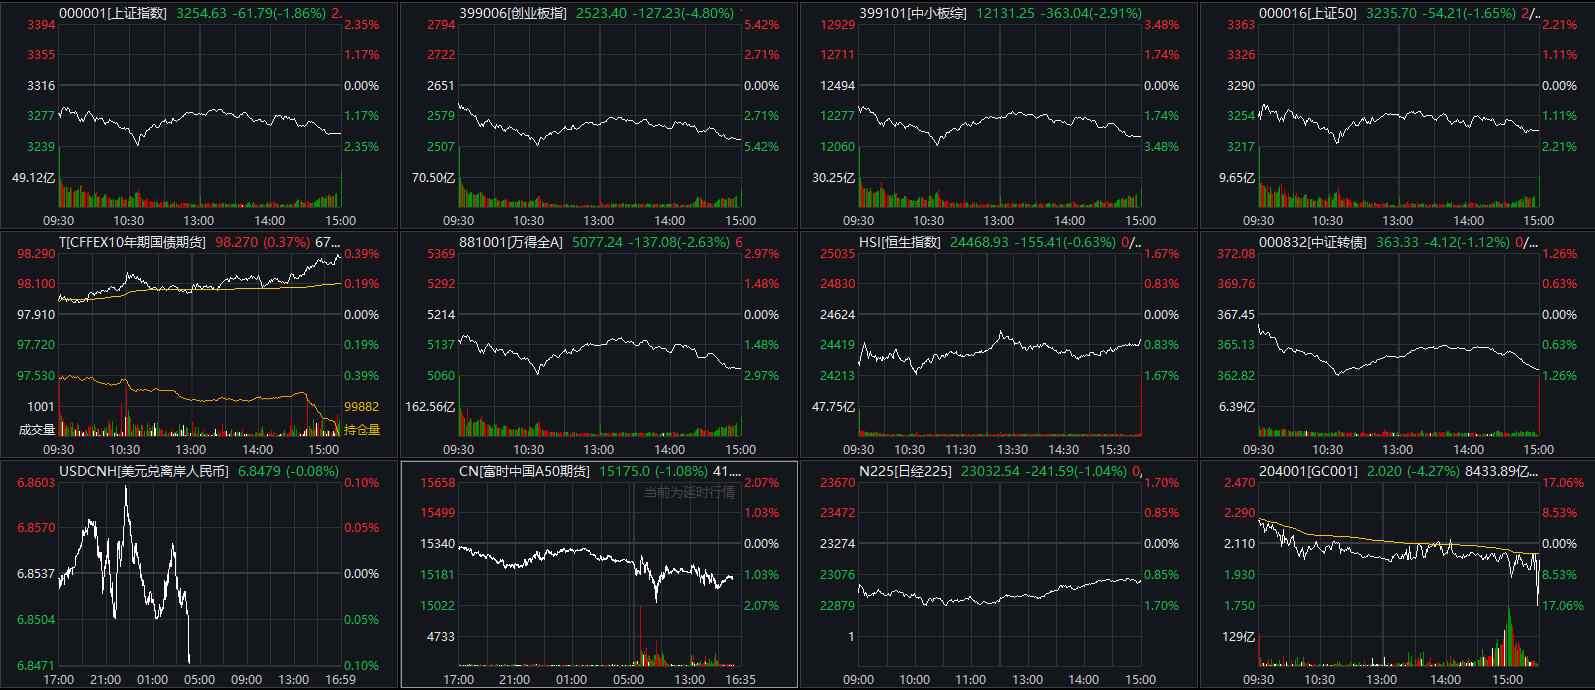 000001[上证指数] 3254.63 -61.79(-1.86%) 2.
3394 2.35%
3355 1.17%
3316 0.00%
3277 1.17%
3239 2.35%
49.12亿
09:30 10:30 13:00 14:00 15:00
399006[创业板指] 2523.40 -127.23(-4.80%)
2794 5.42%
2722 2.71%
2651 0.00%
2579 2.71%
2507 5.42%
70.50亿
09:30 10:30 13:00 14:00 15:00
399101[中小板综] 12131.25 -363.04(-2.91%)
12929 3.48%
12711 1.74%
12494 0.00%
12277 1.74%
12060 3.48%
30.25亿
09:30 10:30 13:00 14:00 15:00
000016[上证50] 3235.70 -54.21(-1.65%) 2/..
3363 2.21%
3326 1.11%
3290 0.00%
3254 1.11%
3217 2.21%
9.65亿
09:30 10:30 13:00 14:00 15:00
T[CFFEX10年期国债期货] 98.270 (0.37%) 67...
98.290 0.39%
98.100 0.19%
97.910 0.00%
97.720 0.19%
97.530 0.39%
1001 99882
成交量 持仓量
09:30 10:30 13:00 14:00 15:00
881001[万得全A] 5077.24 -137.08(-2.63%) 6
5369 2.97%
5292 1.48%
5214 0.00%
5137 1.48%
5060 2.97%
162.56亿
09:30 10:30 13:00 14:00 15:00
HSI[恒生指数] 24468.93 -155.41(-0.63%) 0/..
25035 1.67%
24830 0.83%
24624 0.00%
24419 0.83%
24213 1.67%
47.75亿
09:30 10:30 11:30 13:30 14:30 15:30
000832[中证转债] 363.33 -4.12(-1.12%) 0/...
372.08 1.26%
369.76 0.63%
367.45 0.00%
365.13 0.63%
362.82 1.26%
6.39亿
09:30 10:30 13:00 14:00 15:00
USDCNH[美元兑离岸人民币] 6.8479 (-0.08%)
6.8603 0.10%
6.8570 0.05%
6.8537 0.00%
6.8504 0.05%
6.8471 0.10%
17:00 21:00 01:00 05:00 09:00 13:00 16:59
CN[富时中国A50期货] 15175.0 (-1.08%) 41....
当前为延时行情
15658 2.07%
15499 1.03%
15340 0.00%
15181 1.03%
15022 2.07%
4733
17:00 21:00 01:00 05:00 13:00 16:35
N225[日经225] 23032.54 -241.59(-1.04%) 0
23670 1.70%
23472 0.85%
23274 0.00%
23076 0.85%
22879 1.70%
1
09:00 10:00 11:00 13:00 14:00 15:00
204001[GC001] 2.020 (-4.27%) 8433.89亿...
2.470 17.06%
2.290 8.53%
2.110 0.00%
1.930 8.53%
1.750 17.06%
129亿
09:30 10:30 13:00 14:00 15:00